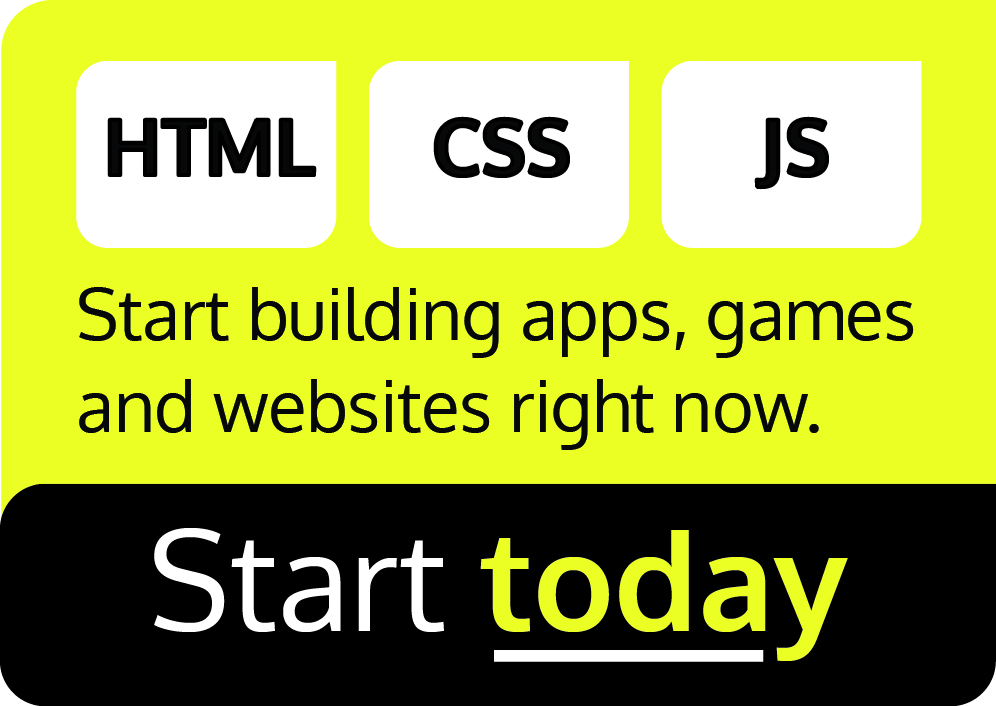 HTML CSS JS
Start building apps, games
and websites right now.
Start today